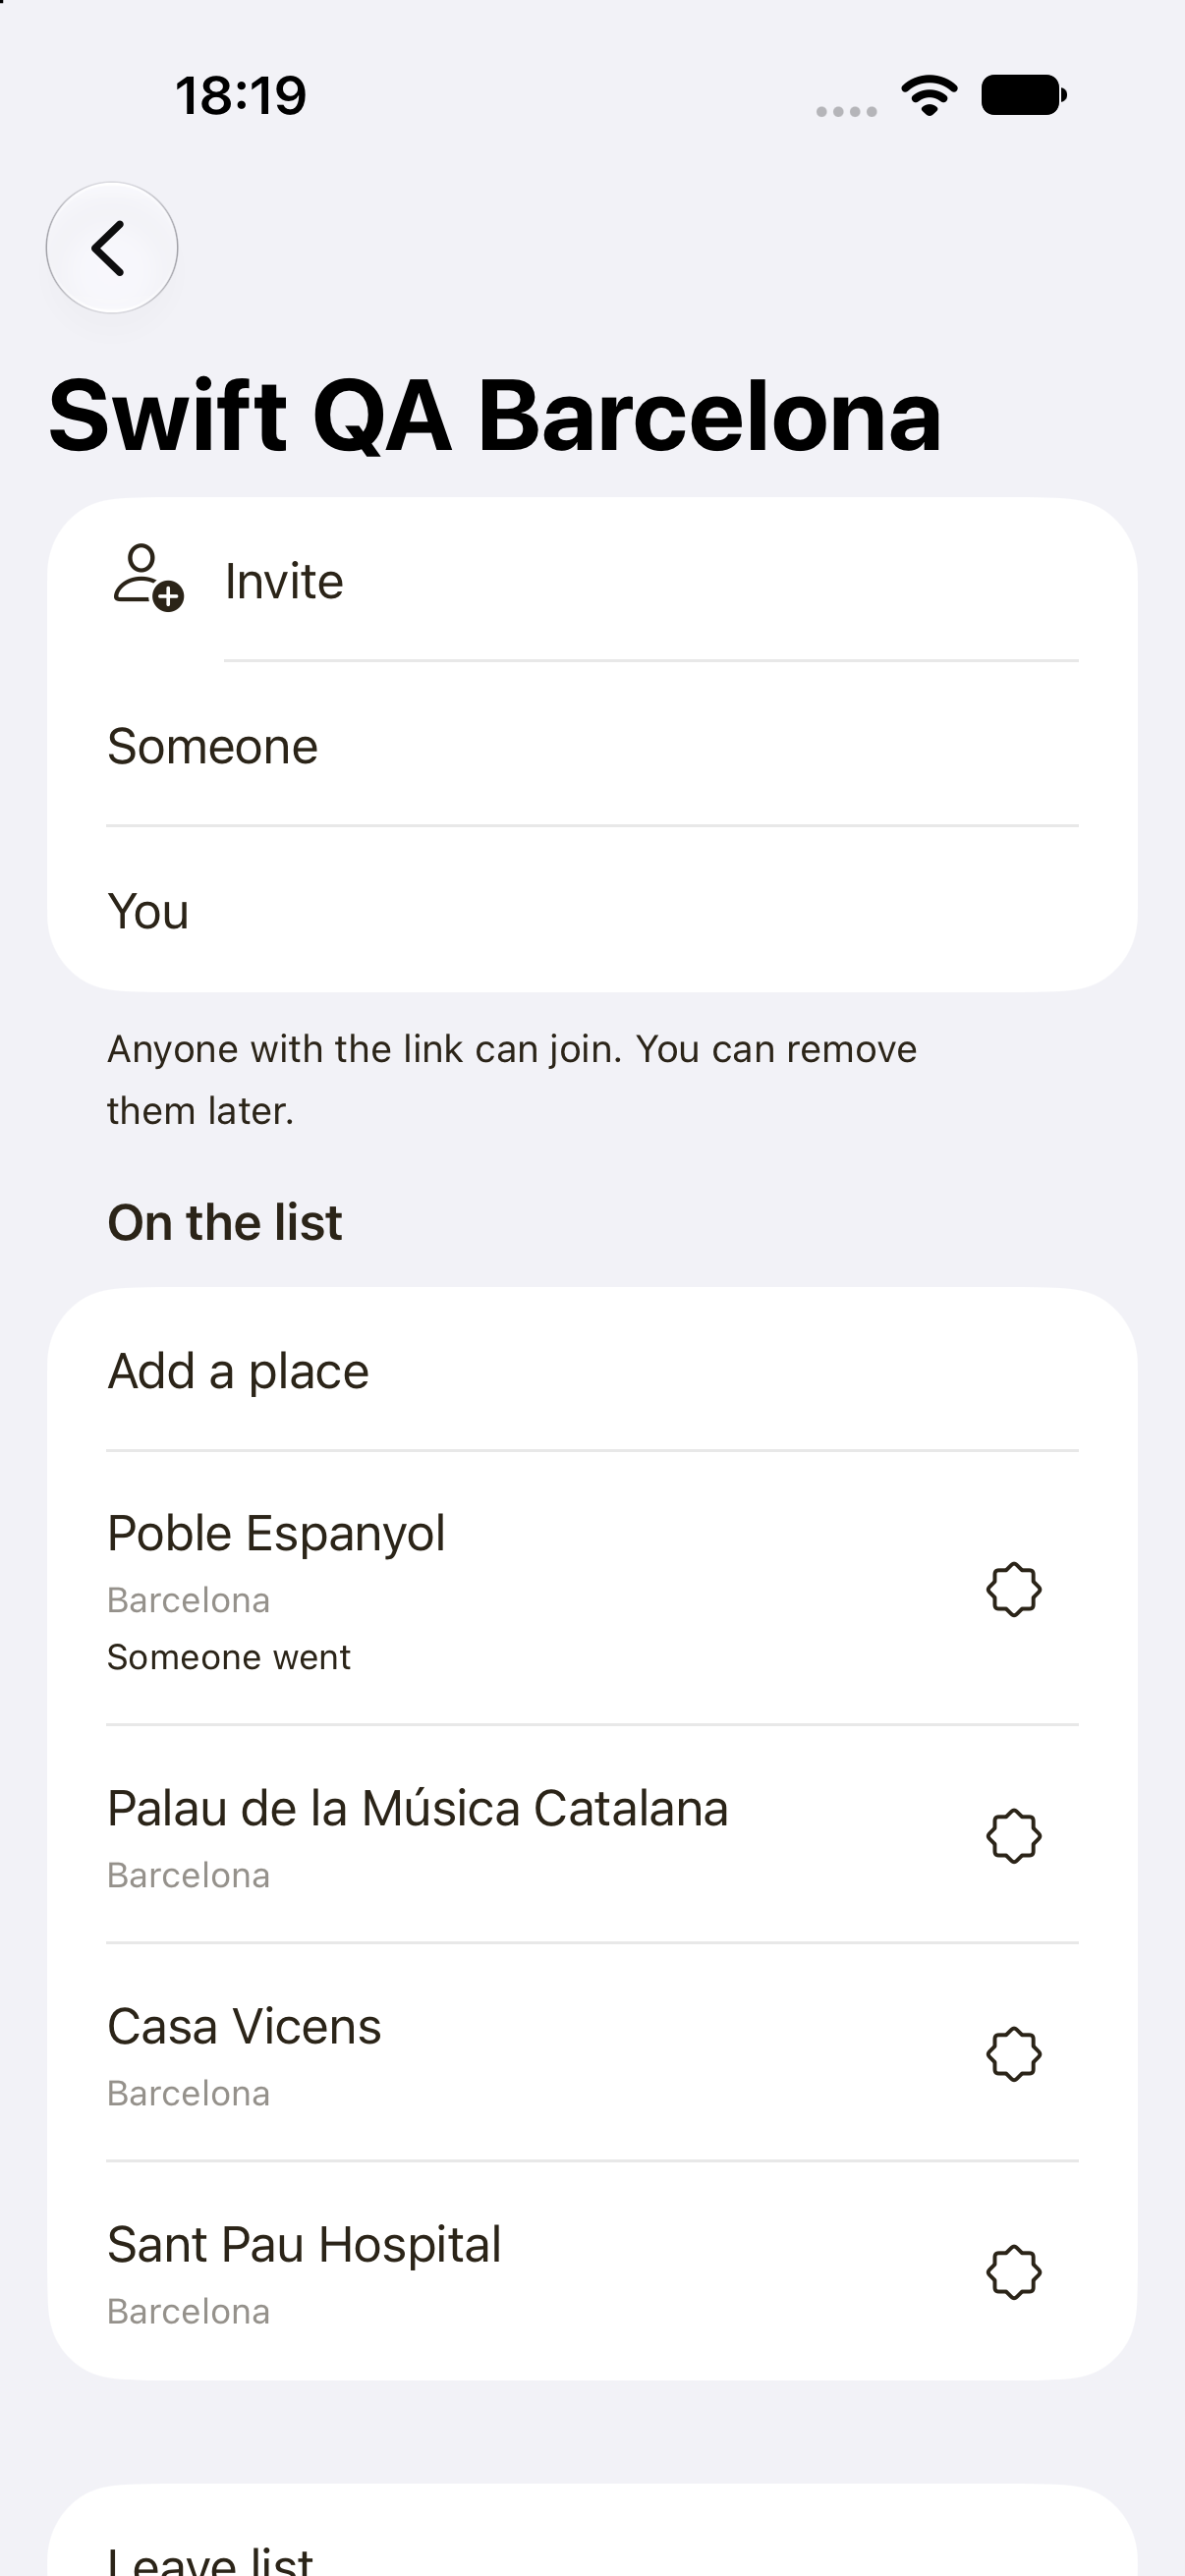 18:19
Swift QA Barcelona
Invite
Someone
You
Anyone with the link can join. You can remove
them later.
On the list
Add a place
Poble Espanyol
Barcelona
Someone went
Palau de la Música Catalana
Barcelona
Casa Vicens
Barcelona
Sant Pau Hospital
Barcelona
Leave list